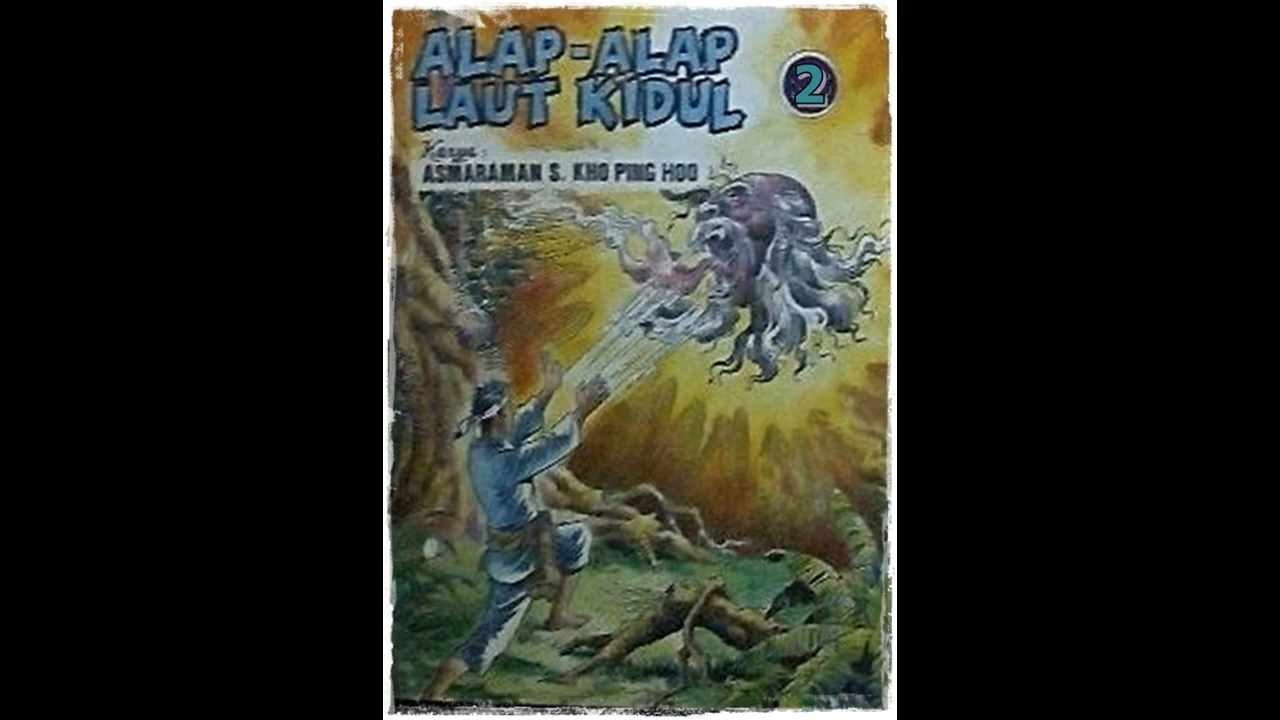 ALAP-ALAP
LAUT KIDUL
2
Karya :
ASMARAMAN S. KHO PING HOO